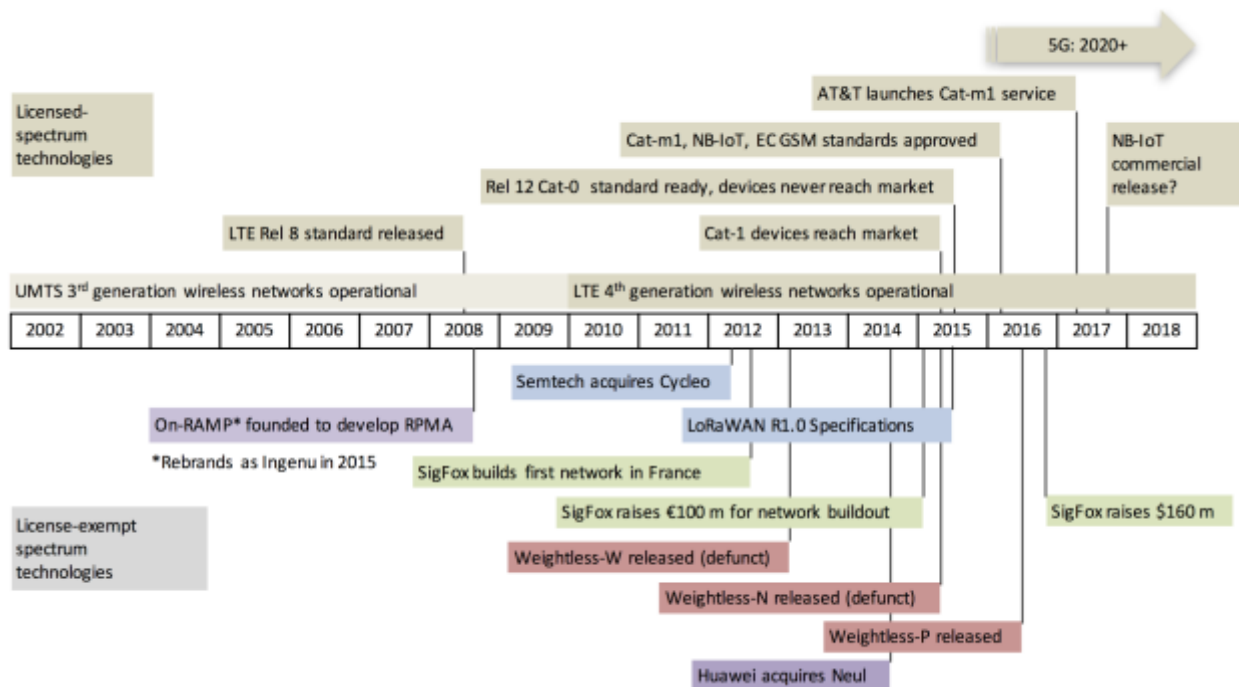 5G: 2020+
AT&T launches Cat-m1 service
Licensed-
spectrum
technologies
Cat-m1, NB-IoT, EC GSM standards approved
NB-IoT
commercial
release?
Rel 12 Cat-0 standard ready, devices never reach market
LTE Rel 8 standard released
Cat-1 devices reach market
UMTS 3rd generation wireless networks operational
LTE 4th generation wireless networks operational
2002 2003 2004 2005 2006 2007 2008 2009 2010 2011 2012 2013 2014 2015 2016 2017 2018
Semtech acquires Cycleo
On-RAMP* founded to develop RPMA
LoRaWAN R1.0 Specifications
*Rebrands as Ingenu in 2015
SigFox builds first network in France
SigFox raises €100 m for network buildout
SigFox raises $160 m
License-exempt
spectrum
technologies
Weightless-W released (defunct)
Weightless-N released (defunct)
Weightless-P released
Huawei acquires Neul